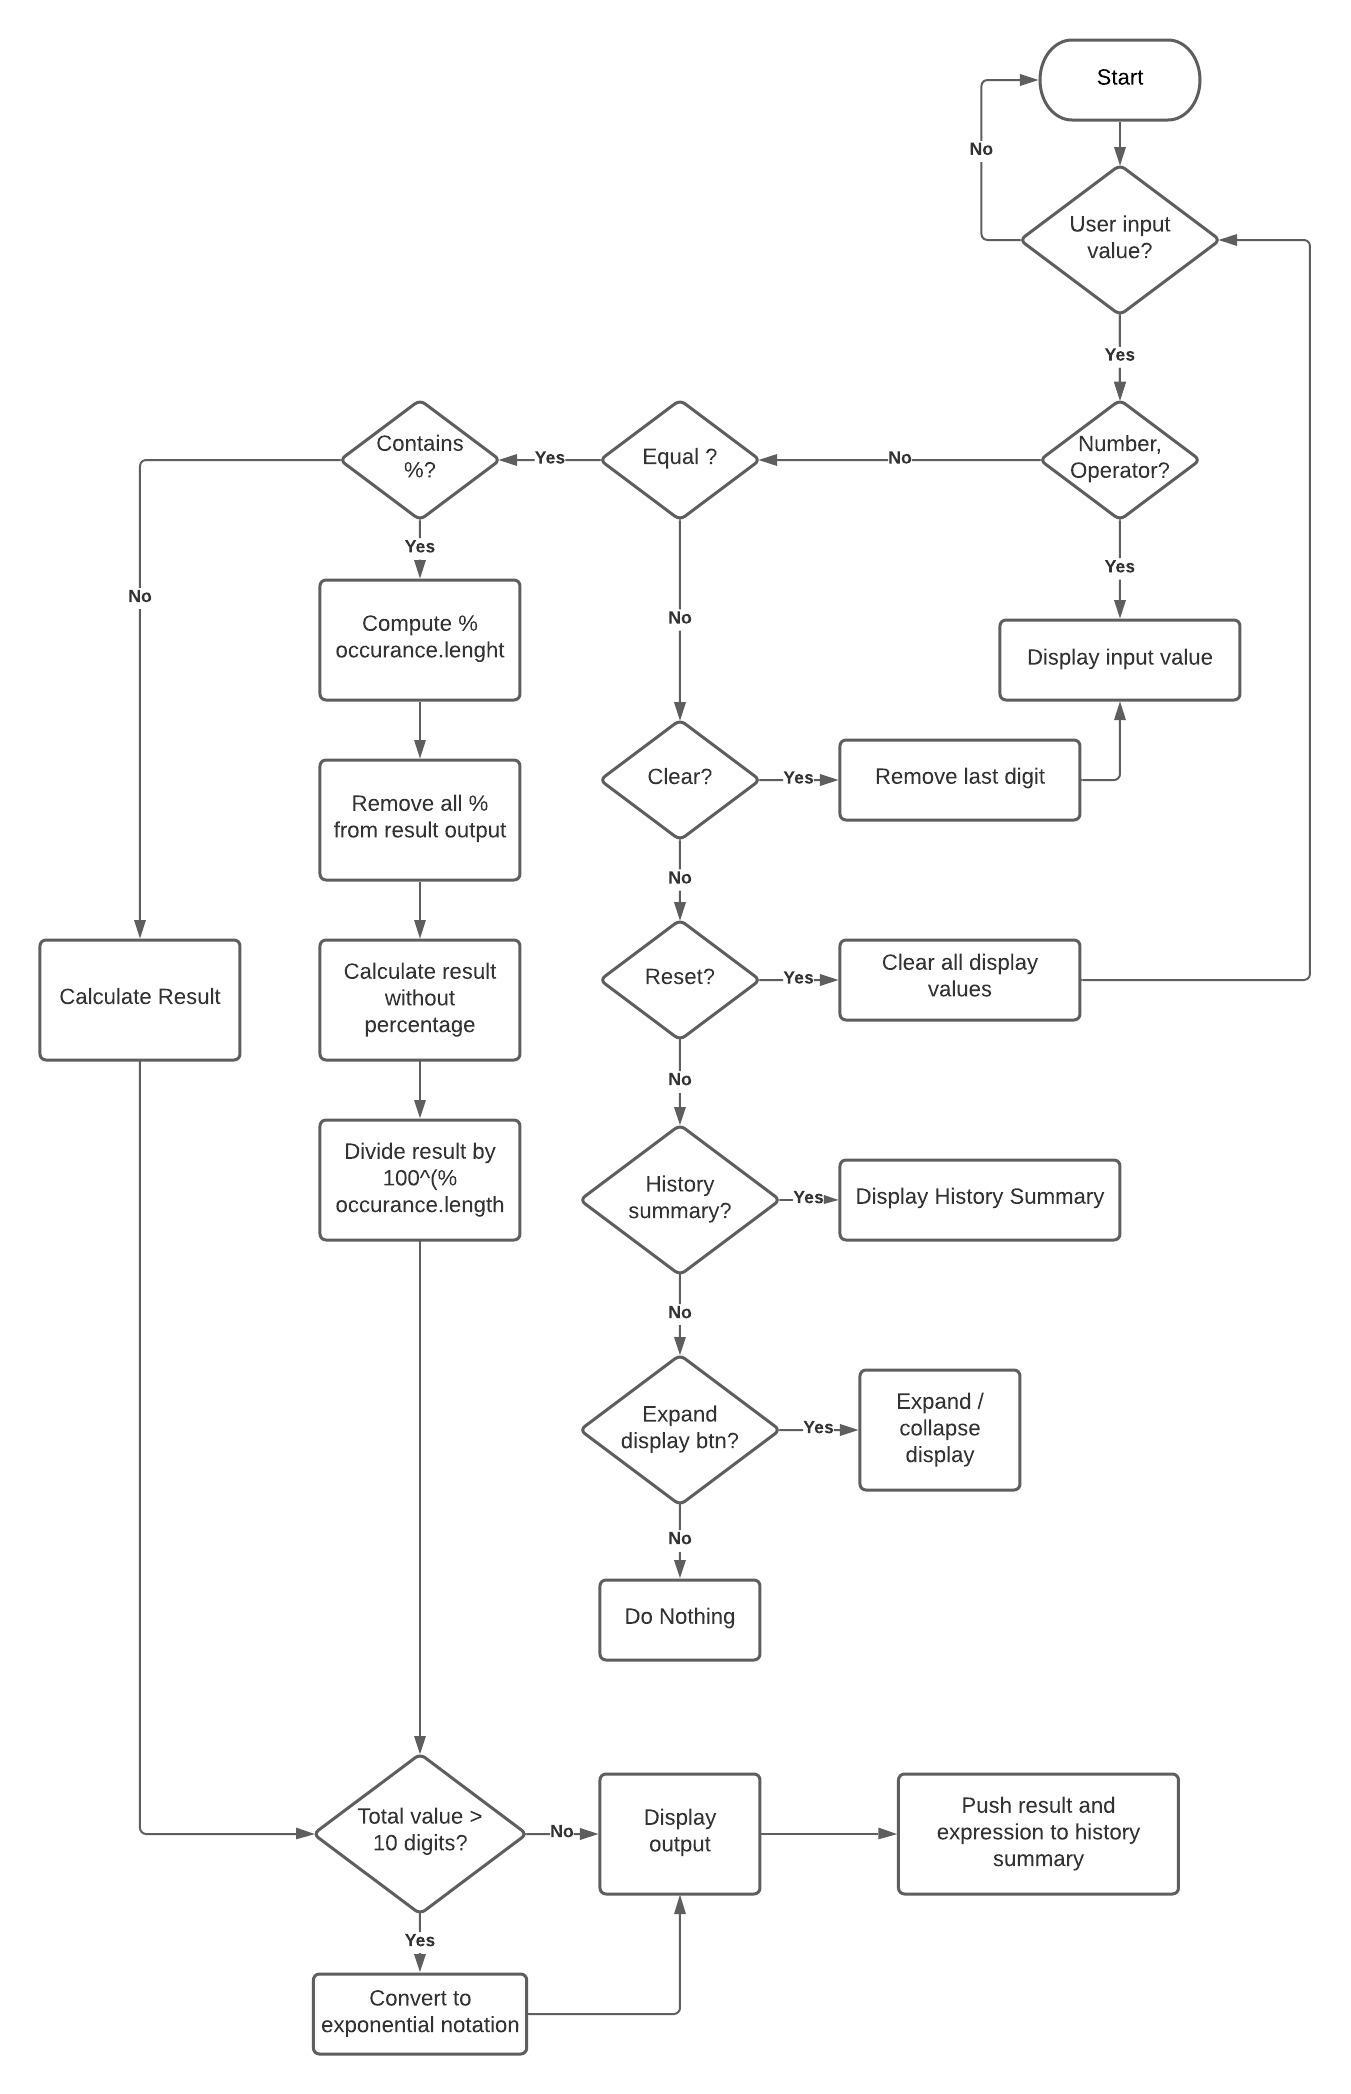 Start
No
User input
value?
Yes
Contains
%?
Yes
Equal ?
No
Number,
Operator?
Yes
Yes
No
Compute %
occurance.lenght
No
Display input value
Clear?
Yes
Remove last digit
Remove all %
from result output
No
Calculate Result
Calculate result
without
percentage
Reset?
Yes
Clear all display
values
No
Divide result by
100^(%
occurance.length
History
summary?
Yes
Display History Summary
No
Expand
display btn?
Yes
Expand /
collapse
display
No
Do Nothing
Total value >
10 digits?
No
Display
output
Push result and
expression to history
summary
Yes
Convert to
exponential notation